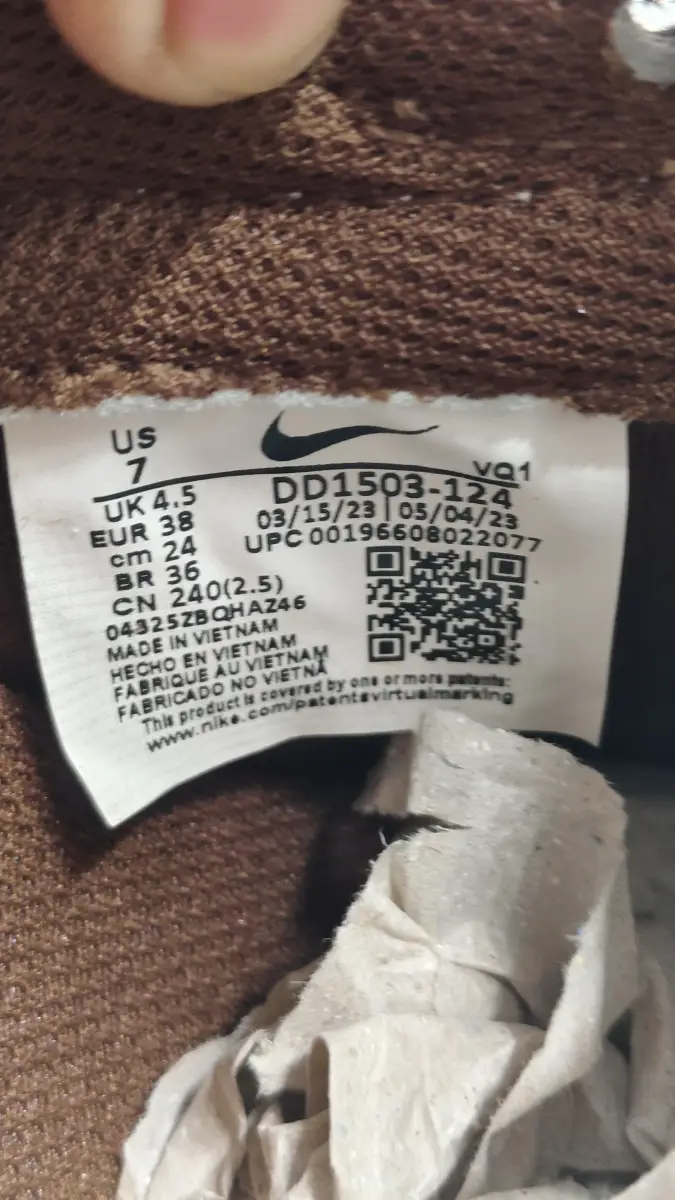 US
7
VQ1
UK 4.5
EUR 38
cm 24
BR 36
CN 240(2.5)
DD1503-124
03/15/23 | 05/04/23
UPC 00196608022077
04325ZBQHAZ46
MADE IN VIETNAM
HECHO EN VIETNAM
FABRIQUE AU VIETNAM
FABRICADO NO VIETNÃ
This product is covered by one or more patents:
www.nike.com/patentsvirtualmarking